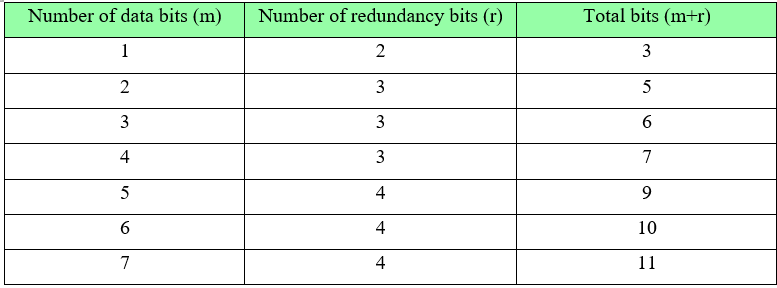 Number of data bits (m) Number of redundancy bits (r) Total bits (m+r)
1 2 3
2 3 5
3 3 6
4 3 7
5 4 9
6 4 10
7 4 11